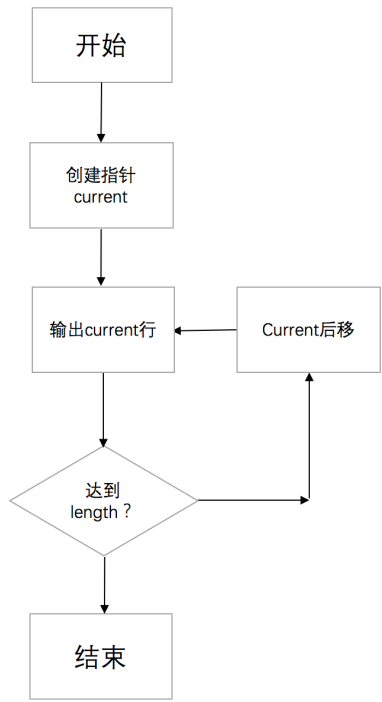 开始
创建指针
current
输出current行
Current后移
达到
length？
结束